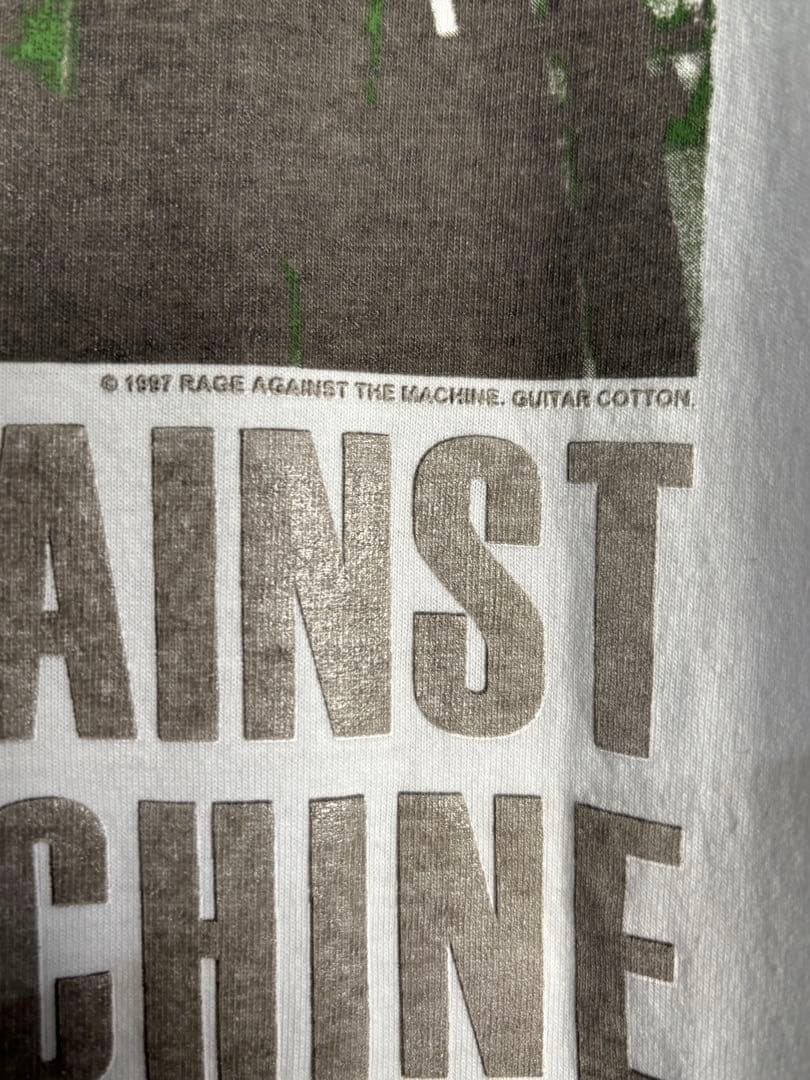 © 1997 RAGE AGAINST THE MACHINE. GUITAR COTTON.
AINST
CHINE